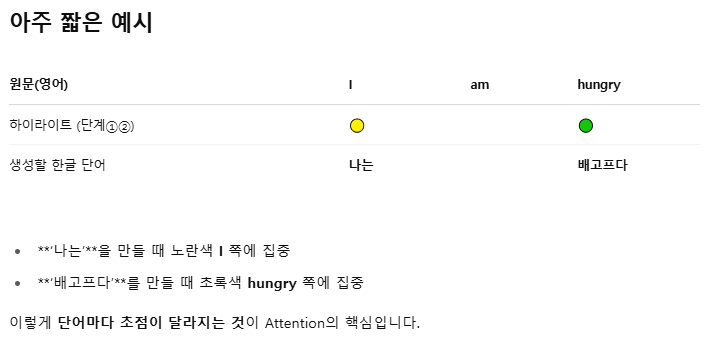 아주 짧은 예시
원문(영어) I am hungry
하이라이트 (단계①②)
생성할 한글 단어 나는 배고프다
**‘나는’**을 만들 때 노란색 I 쪽에 집중
**‘배고프다’**를 만들 때 초록색 hungry 쪽에 집중
이렇게 단어마다 초점이 달라지는 것이 Attention의 핵심입니다.